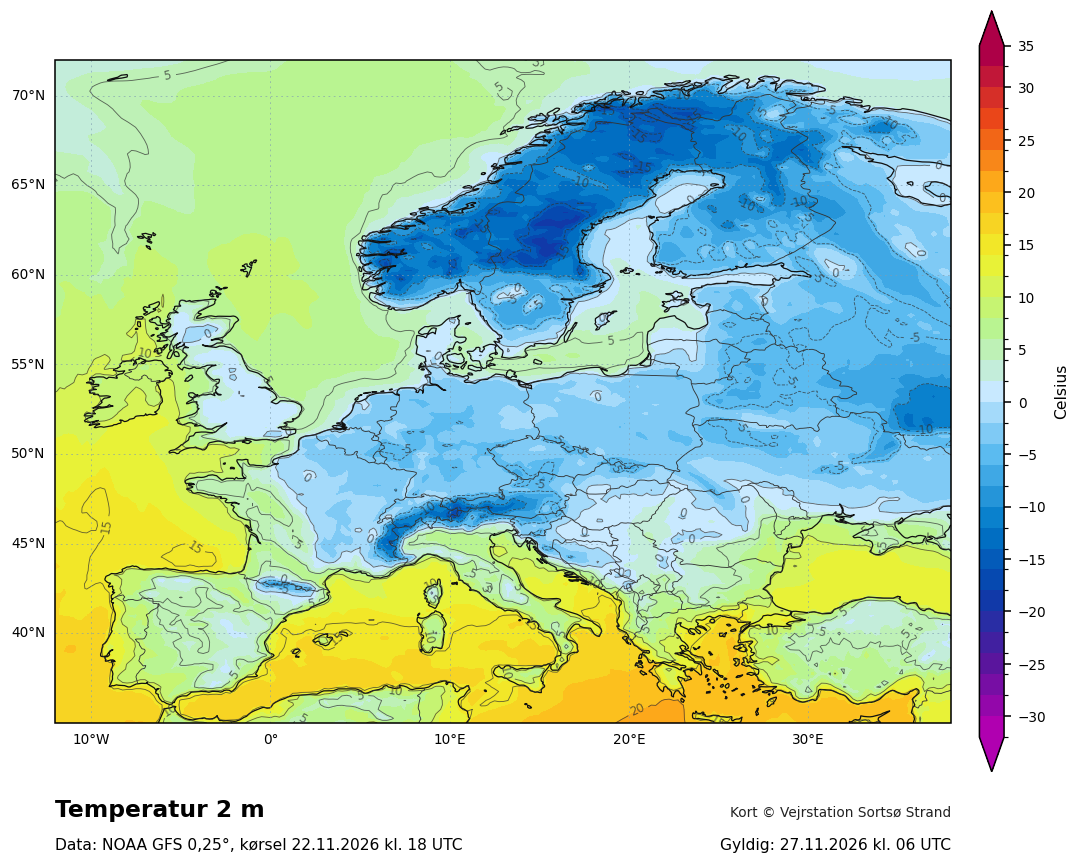 70°N
65°N
60°N
55°N
50°N
45°N
40°N
10°W
0°
10°E
20°E
30°E
35
30
25
20
15
10
5
0
−5
−10
−15
−20
−25
−30
Celsius
Temperatur 2 m
Kort © Vejrstation Sortsø Strand
Data: NOAA GFS 0,25°, kørsel 22.11.2026 kl. 18 UTC
Gyldig: 27.11.2026 kl. 06 UTC